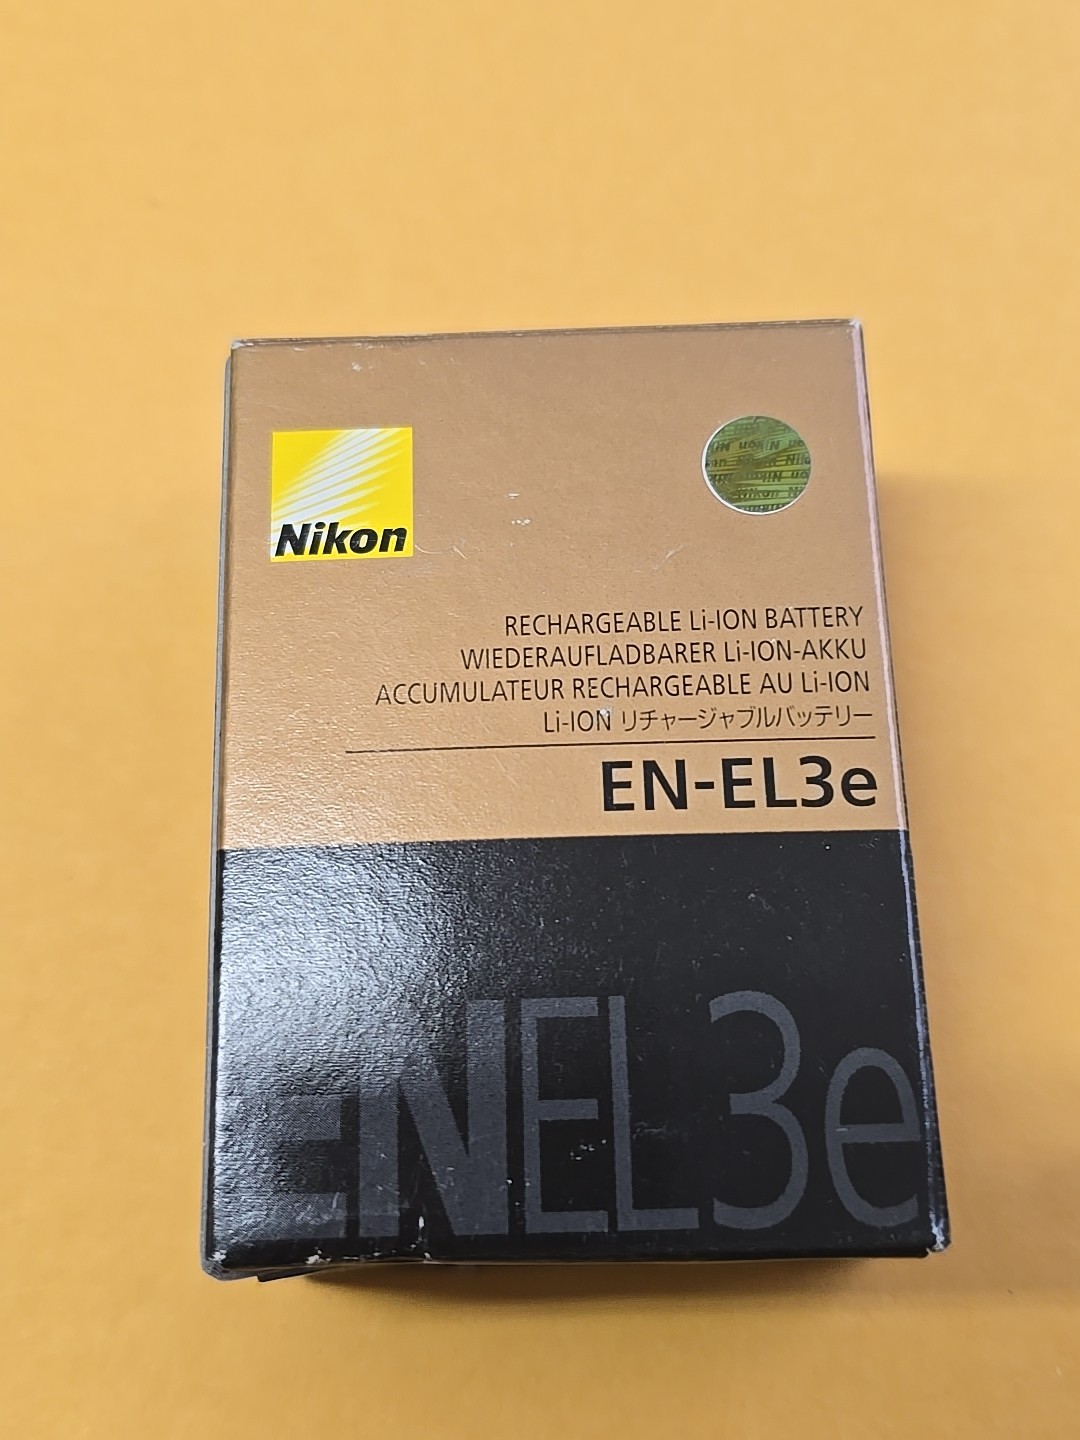 Nikon
RECHARGEABLE Li-ION BATTERY
WIEDERAUFLADBARER Li-ION-AKKU
ACCUMULATEUR RECHARGEABLE AU Li-ION
Li-ION リチャージャブルバッテリー
EN-EL3e
ENEL3e